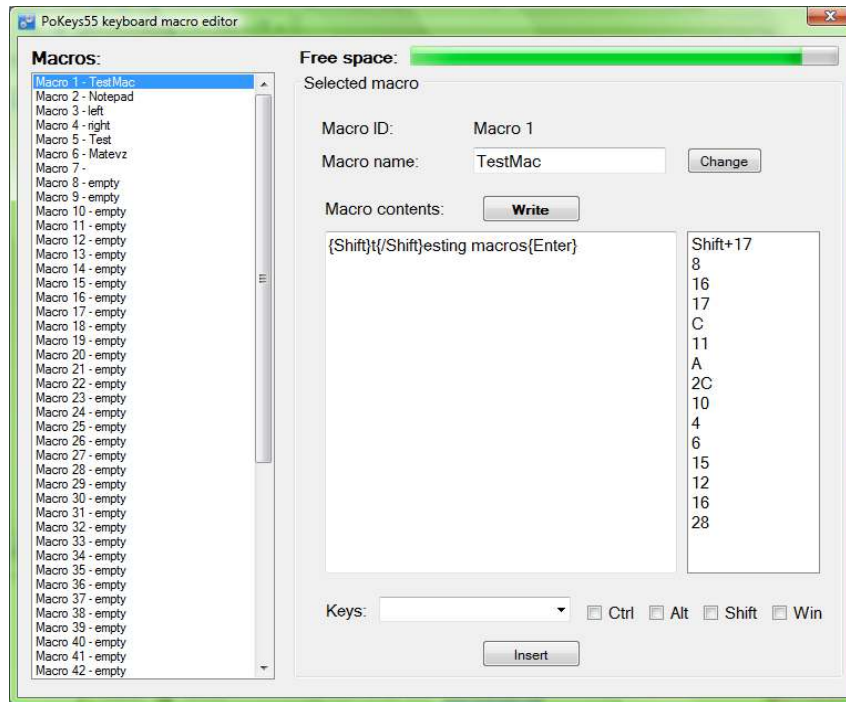 PoKeys55 keyboard macro editor
Macros:
Macro 1 - TestMac
Macro 2 - Notepad
Macro 3 - left
Macro 4 - right
Macro 5 - Test
Macro 6 - Matevz
Macro 7 -
Macro 8 - empty
Macro 9 - empty
Macro 10 - empty
Macro 11 - empty
Macro 12 - empty
Macro 13 - empty
Macro 14 - empty
Macro 15 - empty
Macro 16 - empty
Macro 17 - empty
Macro 18 - empty
Macro 19 - empty
Macro 20 - empty
Macro 21 - empty
Macro 22 - empty
Macro 23 - empty
Macro 24 - empty
Macro 25 - empty
Macro 26 - empty
Macro 27 - empty
Macro 28 - empty
Macro 29 - empty
Macro 30 - empty
Macro 31 - empty
Macro 32 - empty
Macro 33 - empty
Macro 34 - empty
Macro 35 - empty
Macro 36 - empty
Macro 37 - empty
Macro 38 - empty
Macro 39 - empty
Macro 40 - empty
Macro 41 - empty
Macro 42 - empty
Free space:
Selected macro
Macro ID: Macro 1
Macro name: TestMac Change
Macro contents: Write
{Shift}t{/Shift}esting macros{Enter}
Shift+17
8
16
17
C
11
A
2C
10
4
6
15
12
16
28
Keys: Ctrl Alt Shift Win
Insert